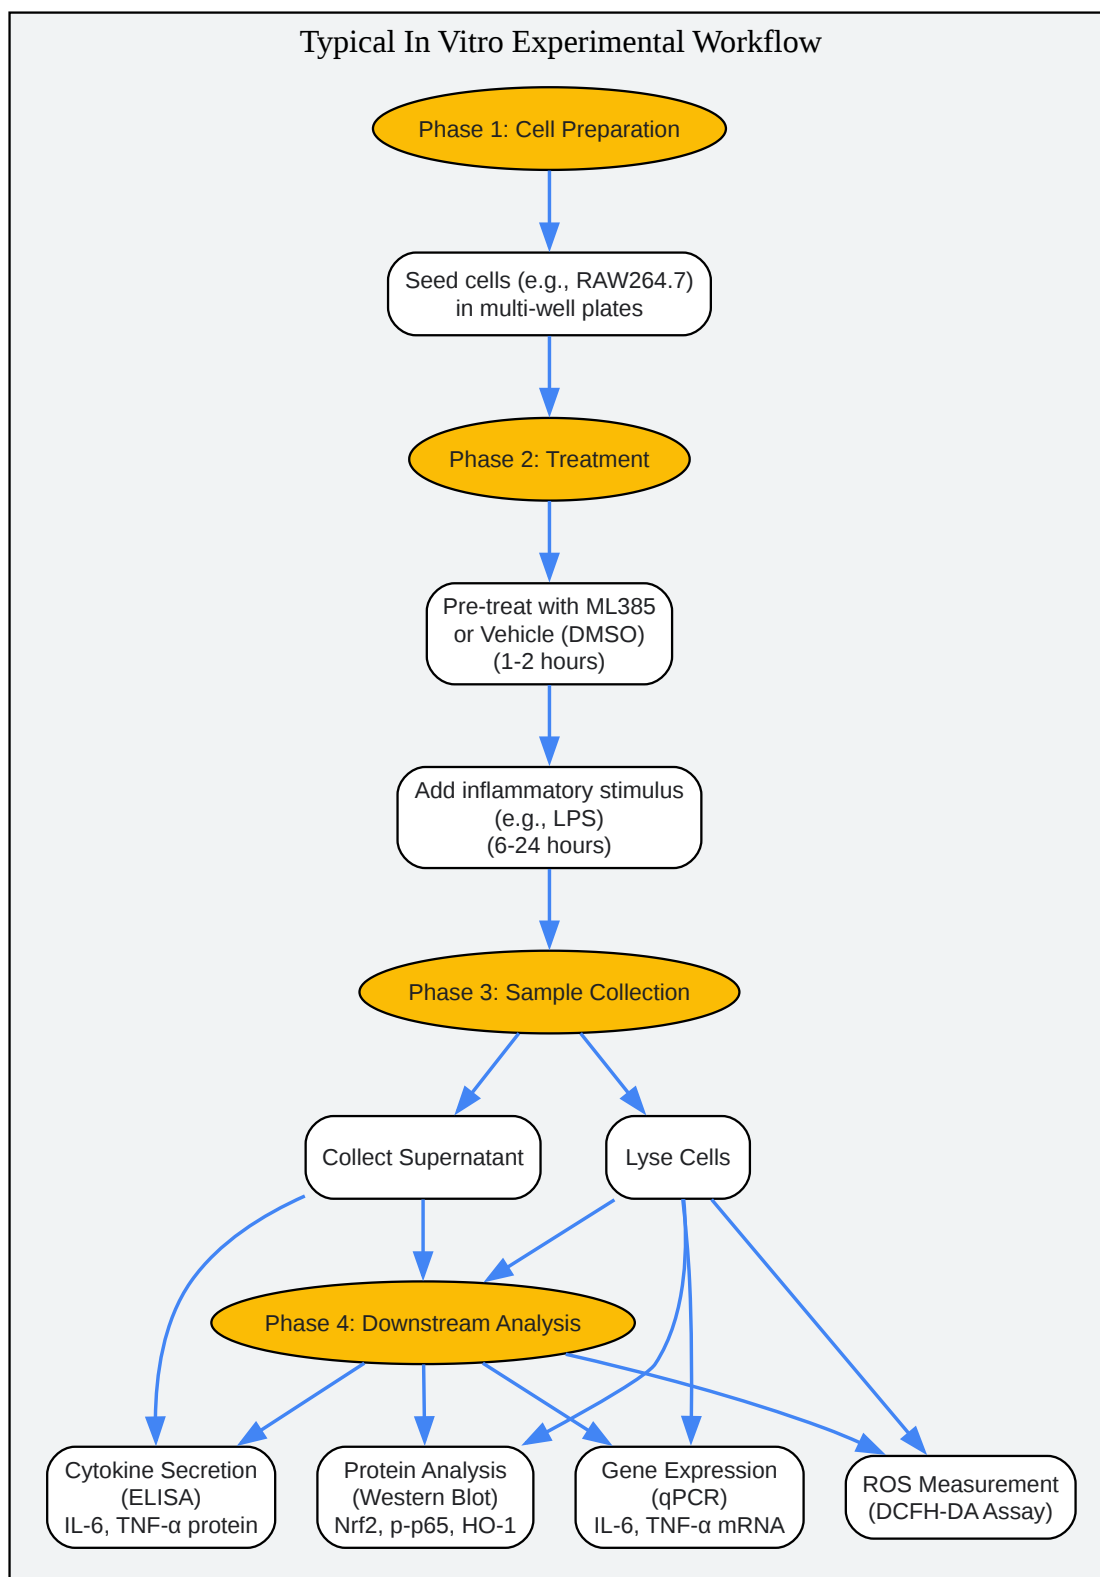 Typical In Vitro Experimental Workflow
Phase 1: Cell Preparation
Seed cells (e.g., RAW264.7)
in multi-well plates
Phase 2: Treatment
Pre-treat with ML385
or Vehicle (DMSO)
(1-2 hours)
Add inflammatory stimulus
(e.g., LPS)
(6-24 hours)
Phase 3: Sample Collection
Collect Supernatant
Lyse Cells
Phase 4: Downstream Analysis
Cytokine Secretion
(ELISA)
IL-6, TNF-α protein
Protein Analysis
(Western Blot)
Nrf2, p-p65, HO-1
Gene Expression
(qPCR)
IL-6, TNF-α mRNA
ROS Measurement
(DCFH-DA Assay)